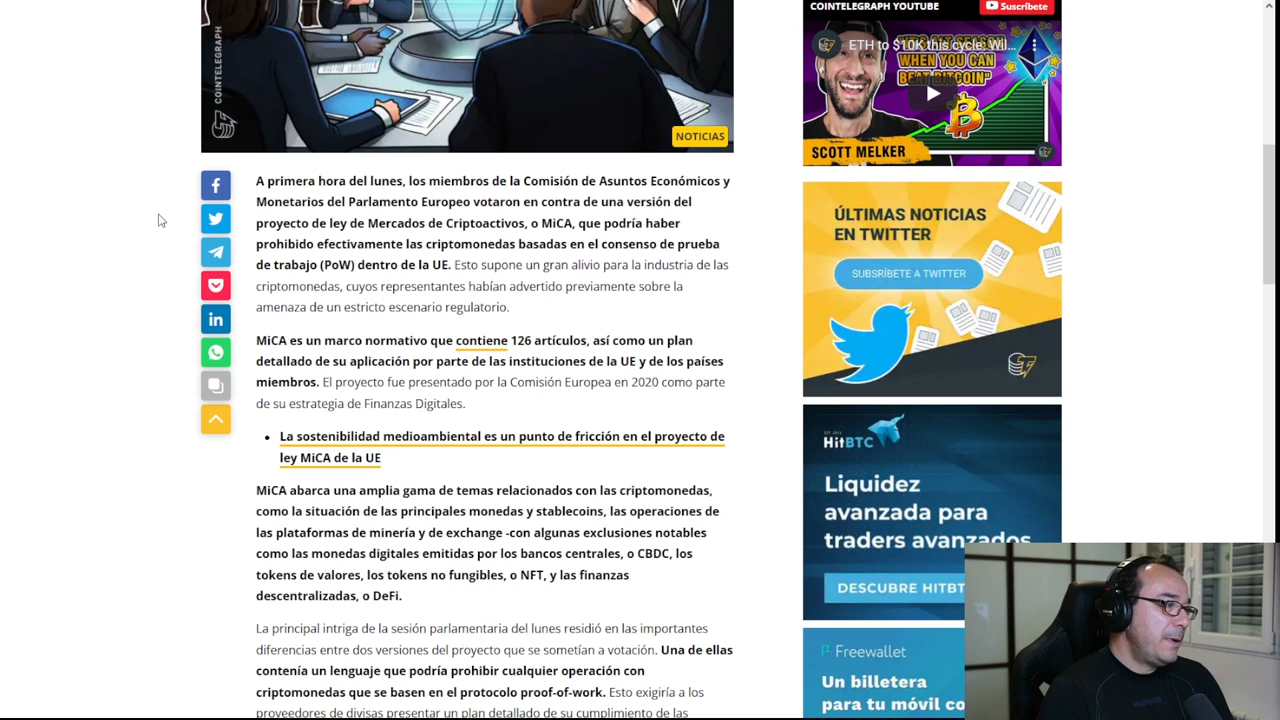 COINTELEGRAPH
NOTICIAS
A primera hora del lunes, los miembros de la Comisión de Asuntos Económicos y
Monetarios del Parlamento Europeo votaron en contra de una versión del
proyecto de ley de Mercados de Criptoactivos, o MiCA, que podría haber
prohibido efectivamente las criptomonedas basadas en el consenso de prueba
de trabajo (PoW) dentro de la UE. Esto supone un gran alivio para la industria de las
criptomonedas, cuyos representantes habían advertido previamente sobre la
amenaza de un estricto escenario regulatorio.
MiCA es un marco normativo que contiene 126 artículos, así como un plan
detallado de su aplicación por parte de las instituciones de la UE y de los países
miembros. El proyecto fue presentado por la Comisión Europea en 2020 como parte
de su estrategia de Finanzas Digitales.
La sostenibilidad medioambiental es un punto de fricción en el proyecto de
ley MiCA de la UE
MiCA abarca una amplia gama de temas relacionados con las criptomonedas,
como la situación de las principales monedas y stablecoins, las operaciones de
las plataformas de minería y de exchange -con algunas exclusiones notables
como las monedas digitales emitidas por los bancos centrales, o CBDC, los
tokens de valores, los tokens no fungibles, o NFT, y las finanzas
descentralizadas, o DeFi.
La principal intriga de la sesión parlamentaria del lunes residió en las importantes
diferencias entre dos versiones del proyecto que se sometían a votación. Una de ellas
contenía un lenguaje que podría prohibir cualquier operación con
criptomonedas que se basen en el protocolo proof-of-work. Esto exigiría a los
proveedores de divisas presentar un plan detallado de su cumplimiento de las
COINTELEGRAPH YOUTUBE
Suscríbete
ETH to $10K this cycle: Wil...
WHEN YOU CAN
BEAT BITCOIN"
SCOTT MELKER
ÚLTIMAS NOTICIAS
EN TWITTER
SUBSRÍBETE A TWITTER
HitBTC
Liquidez
avanzada para
traders avanzados
DESCUBRE HITBT
Freewallet
Un billetera
para tu móvil co